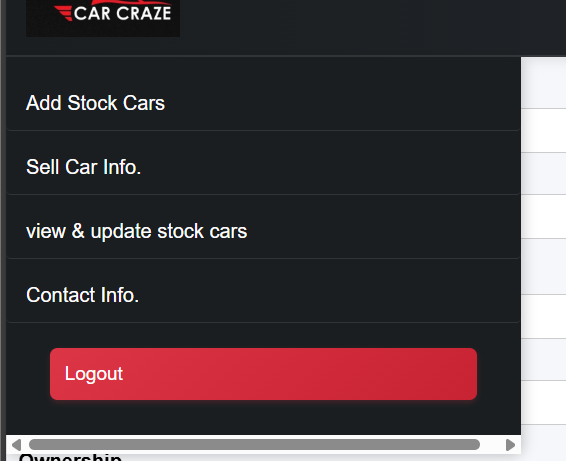 CAR CRAZE
Add Stock Cars
Sell Car Info.
view & update stock cars
Contact Info.
Logout
Ownership